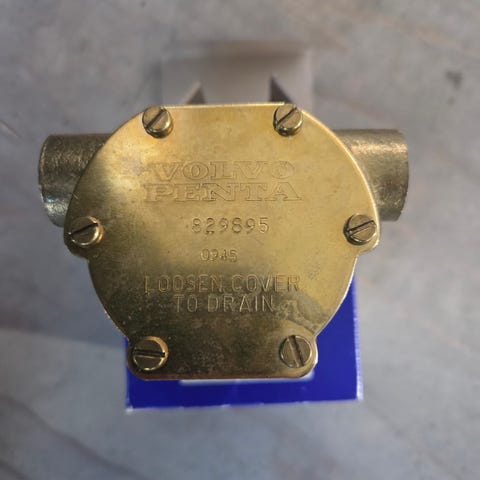 VOLVO
PENTA
829895
0945
LOOSEN COVER
TO DRAIN